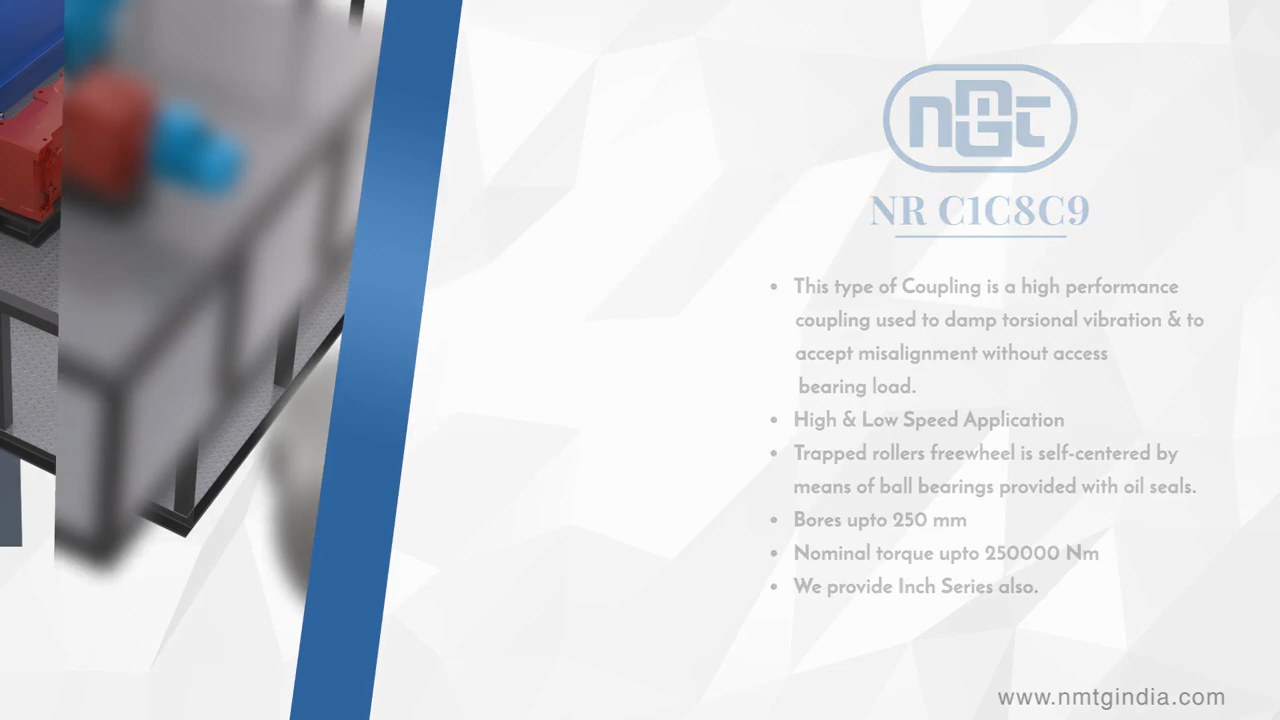 nMGt
NR C1C8C9
• This type of Coupling is a high performance
coupling used to damp torsional vibration & to
accept misalignment without access
bearing load.
• High & Low Speed Application
• Trapped rollers freewheel is self-centered by
means of ball bearings provided with oil seals.
• Bores upto 250 mm
• Nominal torque upto 250000 Nm
• We provide Inch Series also.
www.nmtgindia.com